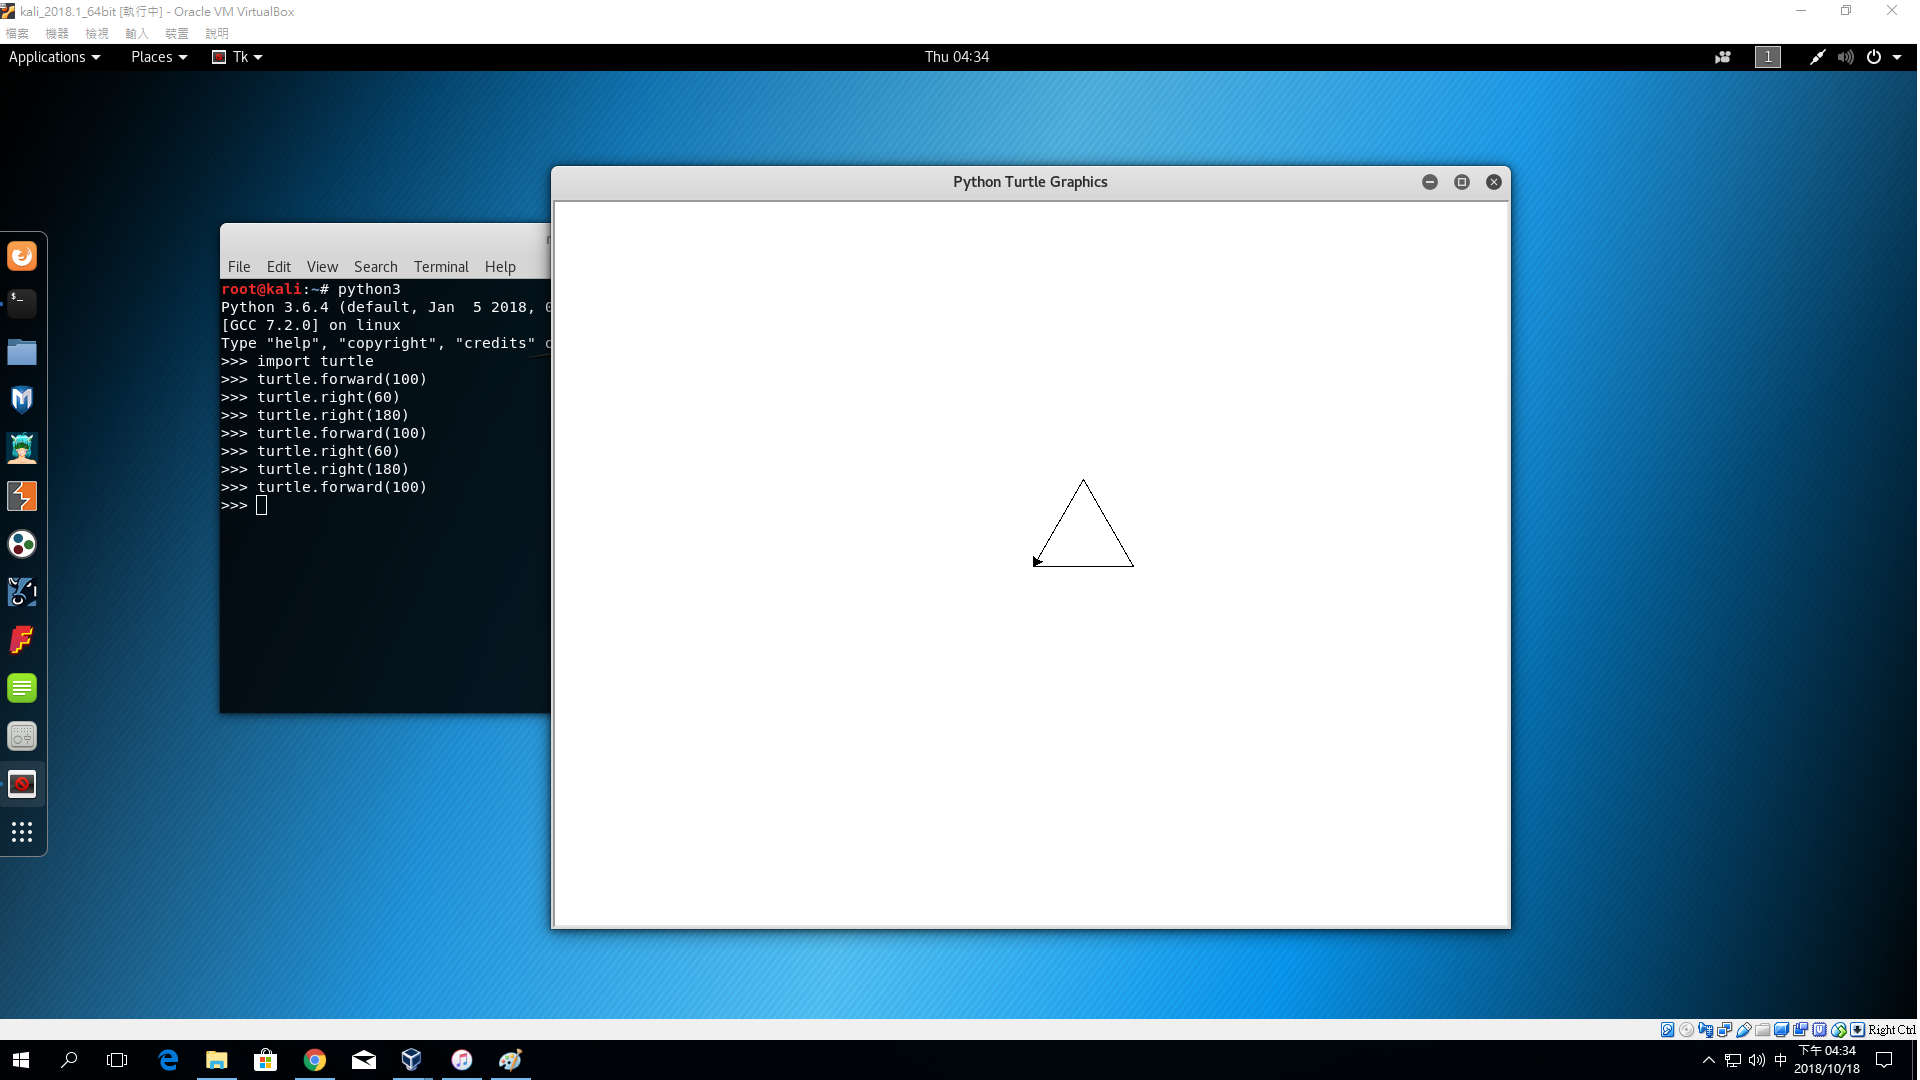 kali_2018.1_64bit [執行中] - Oracle VM VirtualBox
檔案 機器 檢視 輸入 裝置 說明
Applications Places Tk Thu 04:34 1
Python Turtle Graphics
File Edit View Search Terminal Help
root@kali:~# python3
Python 3.6.4 (default, Jan  5 2018, 
[GCC 7.2.0] on linux
Type "help", "copyright", "credits"
>>> import turtle
>>> turtle.forward(100)
>>> turtle.right(60)
>>> turtle.right(180)
>>> turtle.forward(100)
>>> turtle.right(60)
>>> turtle.right(180)
>>> turtle.forward(100)
>>>
Right Ctrl
中 下午 04:34
2018/10/18